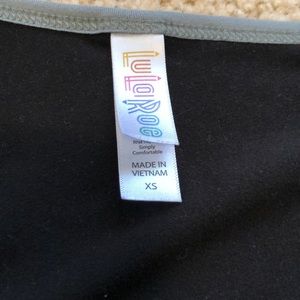 LuLaRoe
Simply
Comfortable
MADE IN
VIETNAM
XS